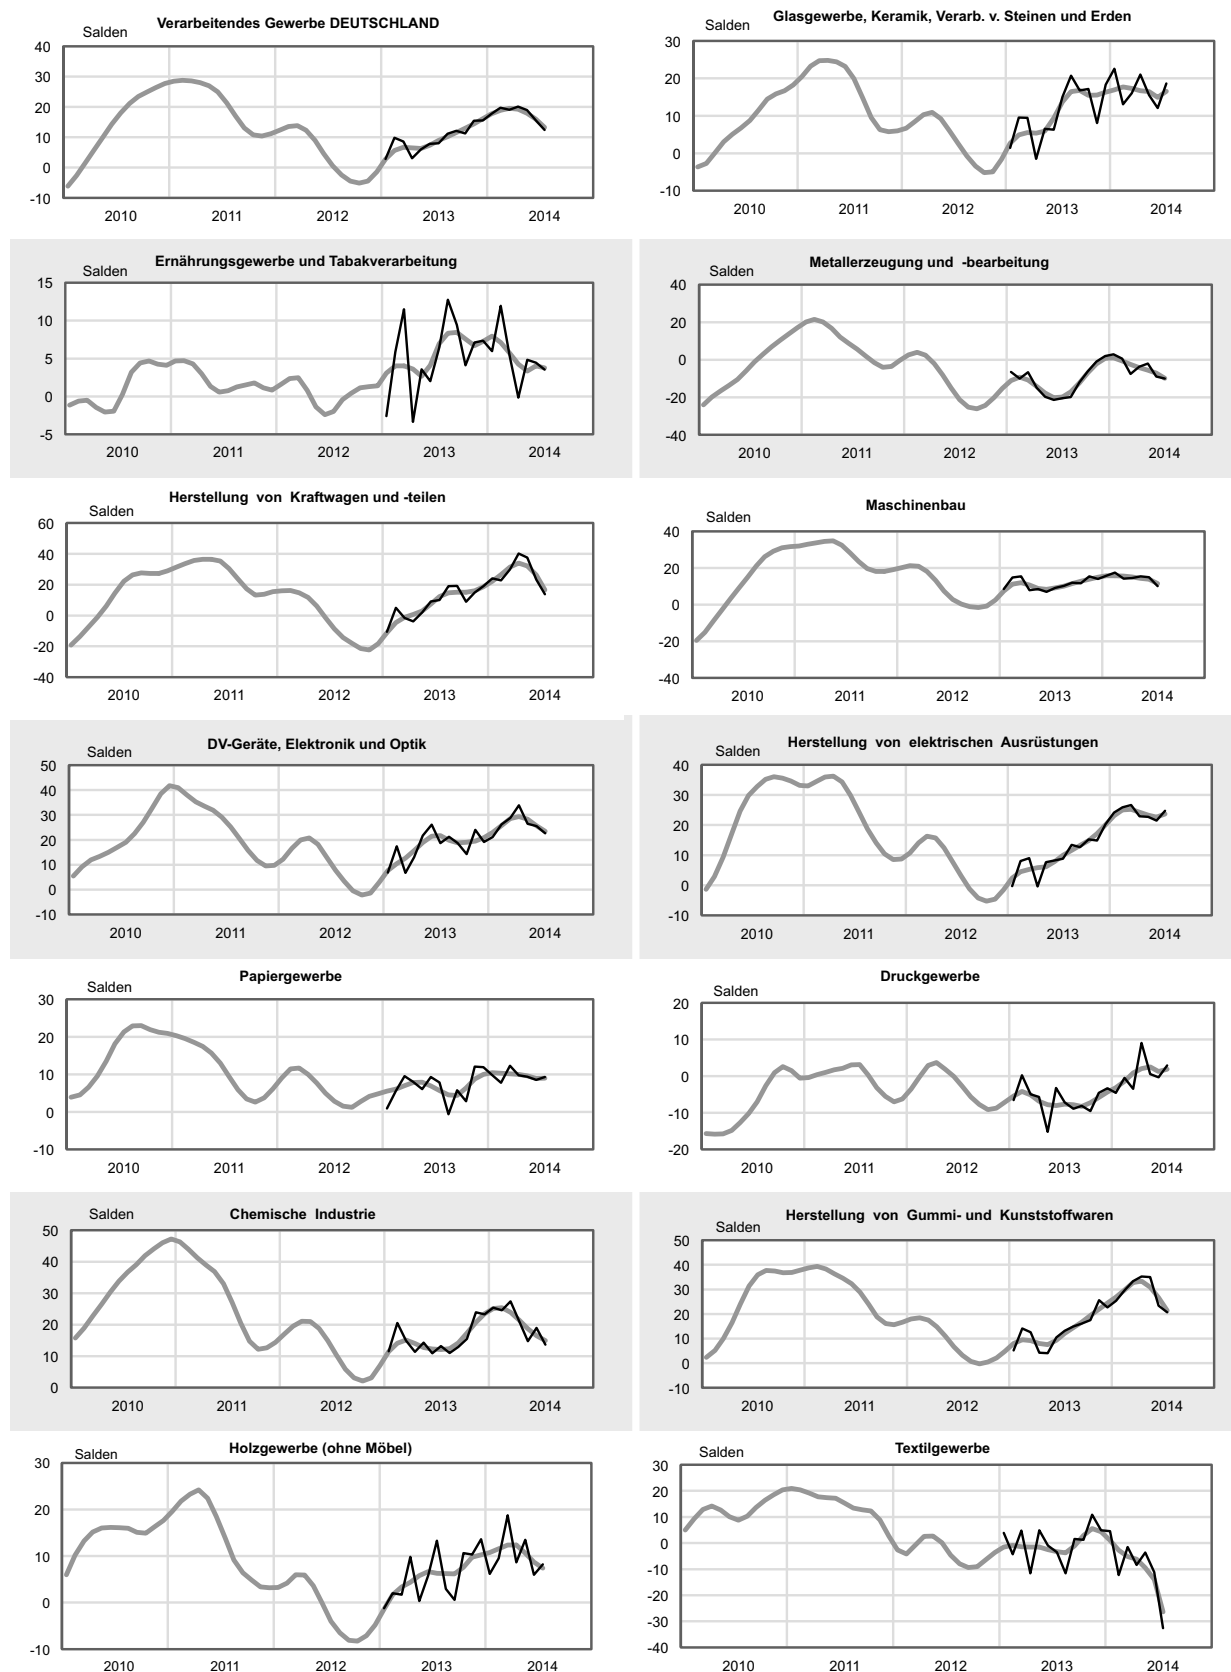 Verarbeitendes Gewerbe DEUTSCHLAND
Salden
40
30
20
10
0
-10
2010 2011 2012 2013 2014
Glasgewerbe, Keramik, Verarb. v. Steinen und Erden
Salden
30
20
10
0
-10
2010 2011 2012 2013 2014
Ernährungsgewerbe und Tabakverarbeitung
Salden
15
10
5
0
-5
2010 2011 2012 2013 2014
Metallerzeugung und -bearbeitung
Salden
40
20
0
-20
-40
2010 2011 2012 2013 2014
Herstellung von Kraftwagen und -teilen
Salden
60
40
20
0
-20
-40
2010 2011 2012 2013 2014
Maschinenbau
Salden
40
20
0
-20
-40
2010 2011 2012 2013 2014
DV-Geräte, Elektronik und Optik
Salden
50
40
30
20
10
0
-10
2010 2011 2012 2013 2014
Herstellung von elektrischen Ausrüstungen
Salden
40
30
20
10
0
-10
2010 2011 2012 2013 2014
Papiergewerbe
Salden
30
20
10
0
-10
2010 2011 2012 2013 2014
Druckgewerbe
Salden
20
10
0
-10
-20
2010 2011 2012 2013 2014
Chemische Industrie
Salden
50
40
30
20
10
0
2010 2011 2012 2013 2014
Herstellung von Gummi- und Kunststoffwaren
Salden
50
40
30
20
10
0
-10
2010 2011 2012 2013 2014
Holzgewerbe (ohne Möbel)
Salden
30
20
10
0
-10
2010 2011 2012 2013 2014
Textilgewerbe
Salden
30
20
10
0
-10
-20
-30
-40
2010 2011 2012 2013 2014